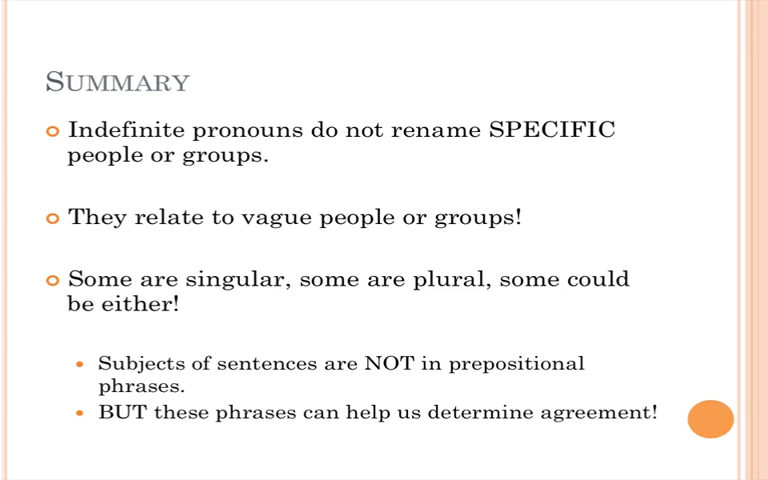 SUMMARY
Indefinite pronouns do not rename SPECIFIC
people or groups.
They relate to vague people or groups!
Some are singular, some are plural, some could
be either!
Subjects of sentences are NOT in prepositional
phrases.
BUT these phrases can help us determine agreement!